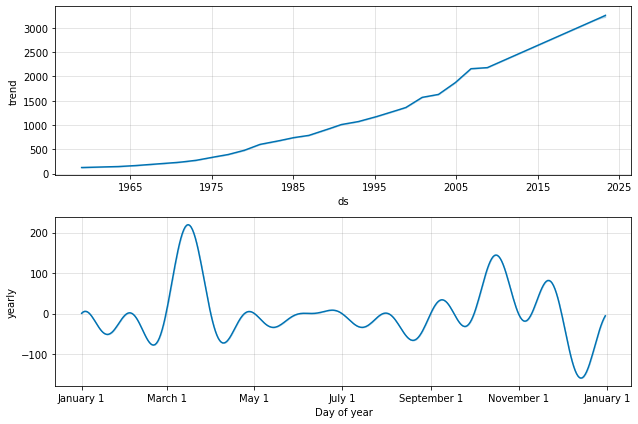 3000
2500
2000
1500
1000
500
0
trend
1965
1975
1985
1995
2005
2015
2025
ds
200
100
0
−100
yearly
January 1
March 1
May 1
July 1
September 1
November 1
January 1
Day of year